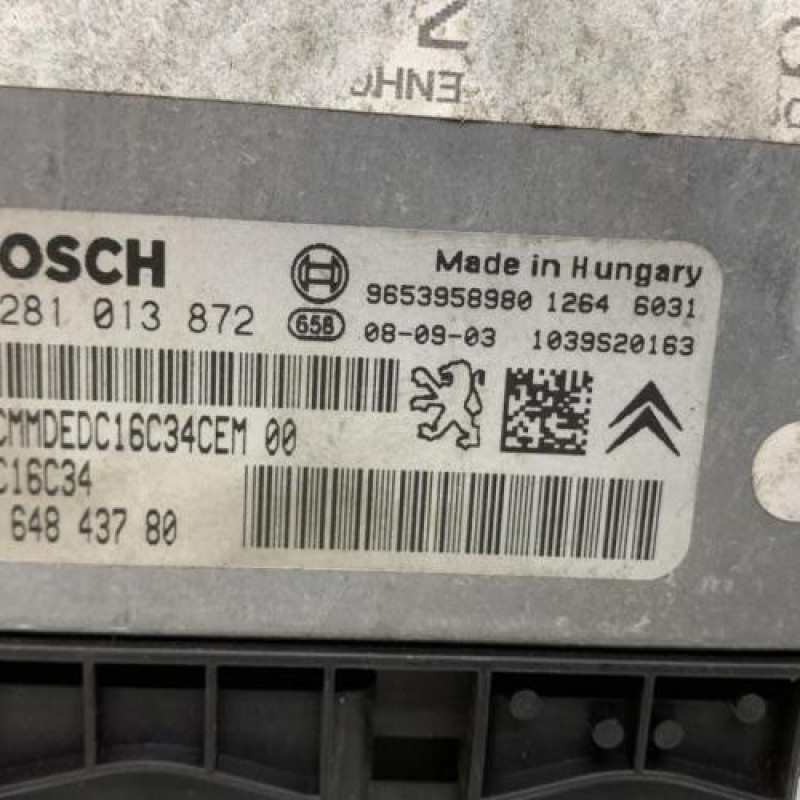 OSCH
Made in Hungary
281 013 872
658
9653958980 1264 6031
08-09-03 1039S20163
CMMDEDC16C34CEM 00
C16C34
648 437 80